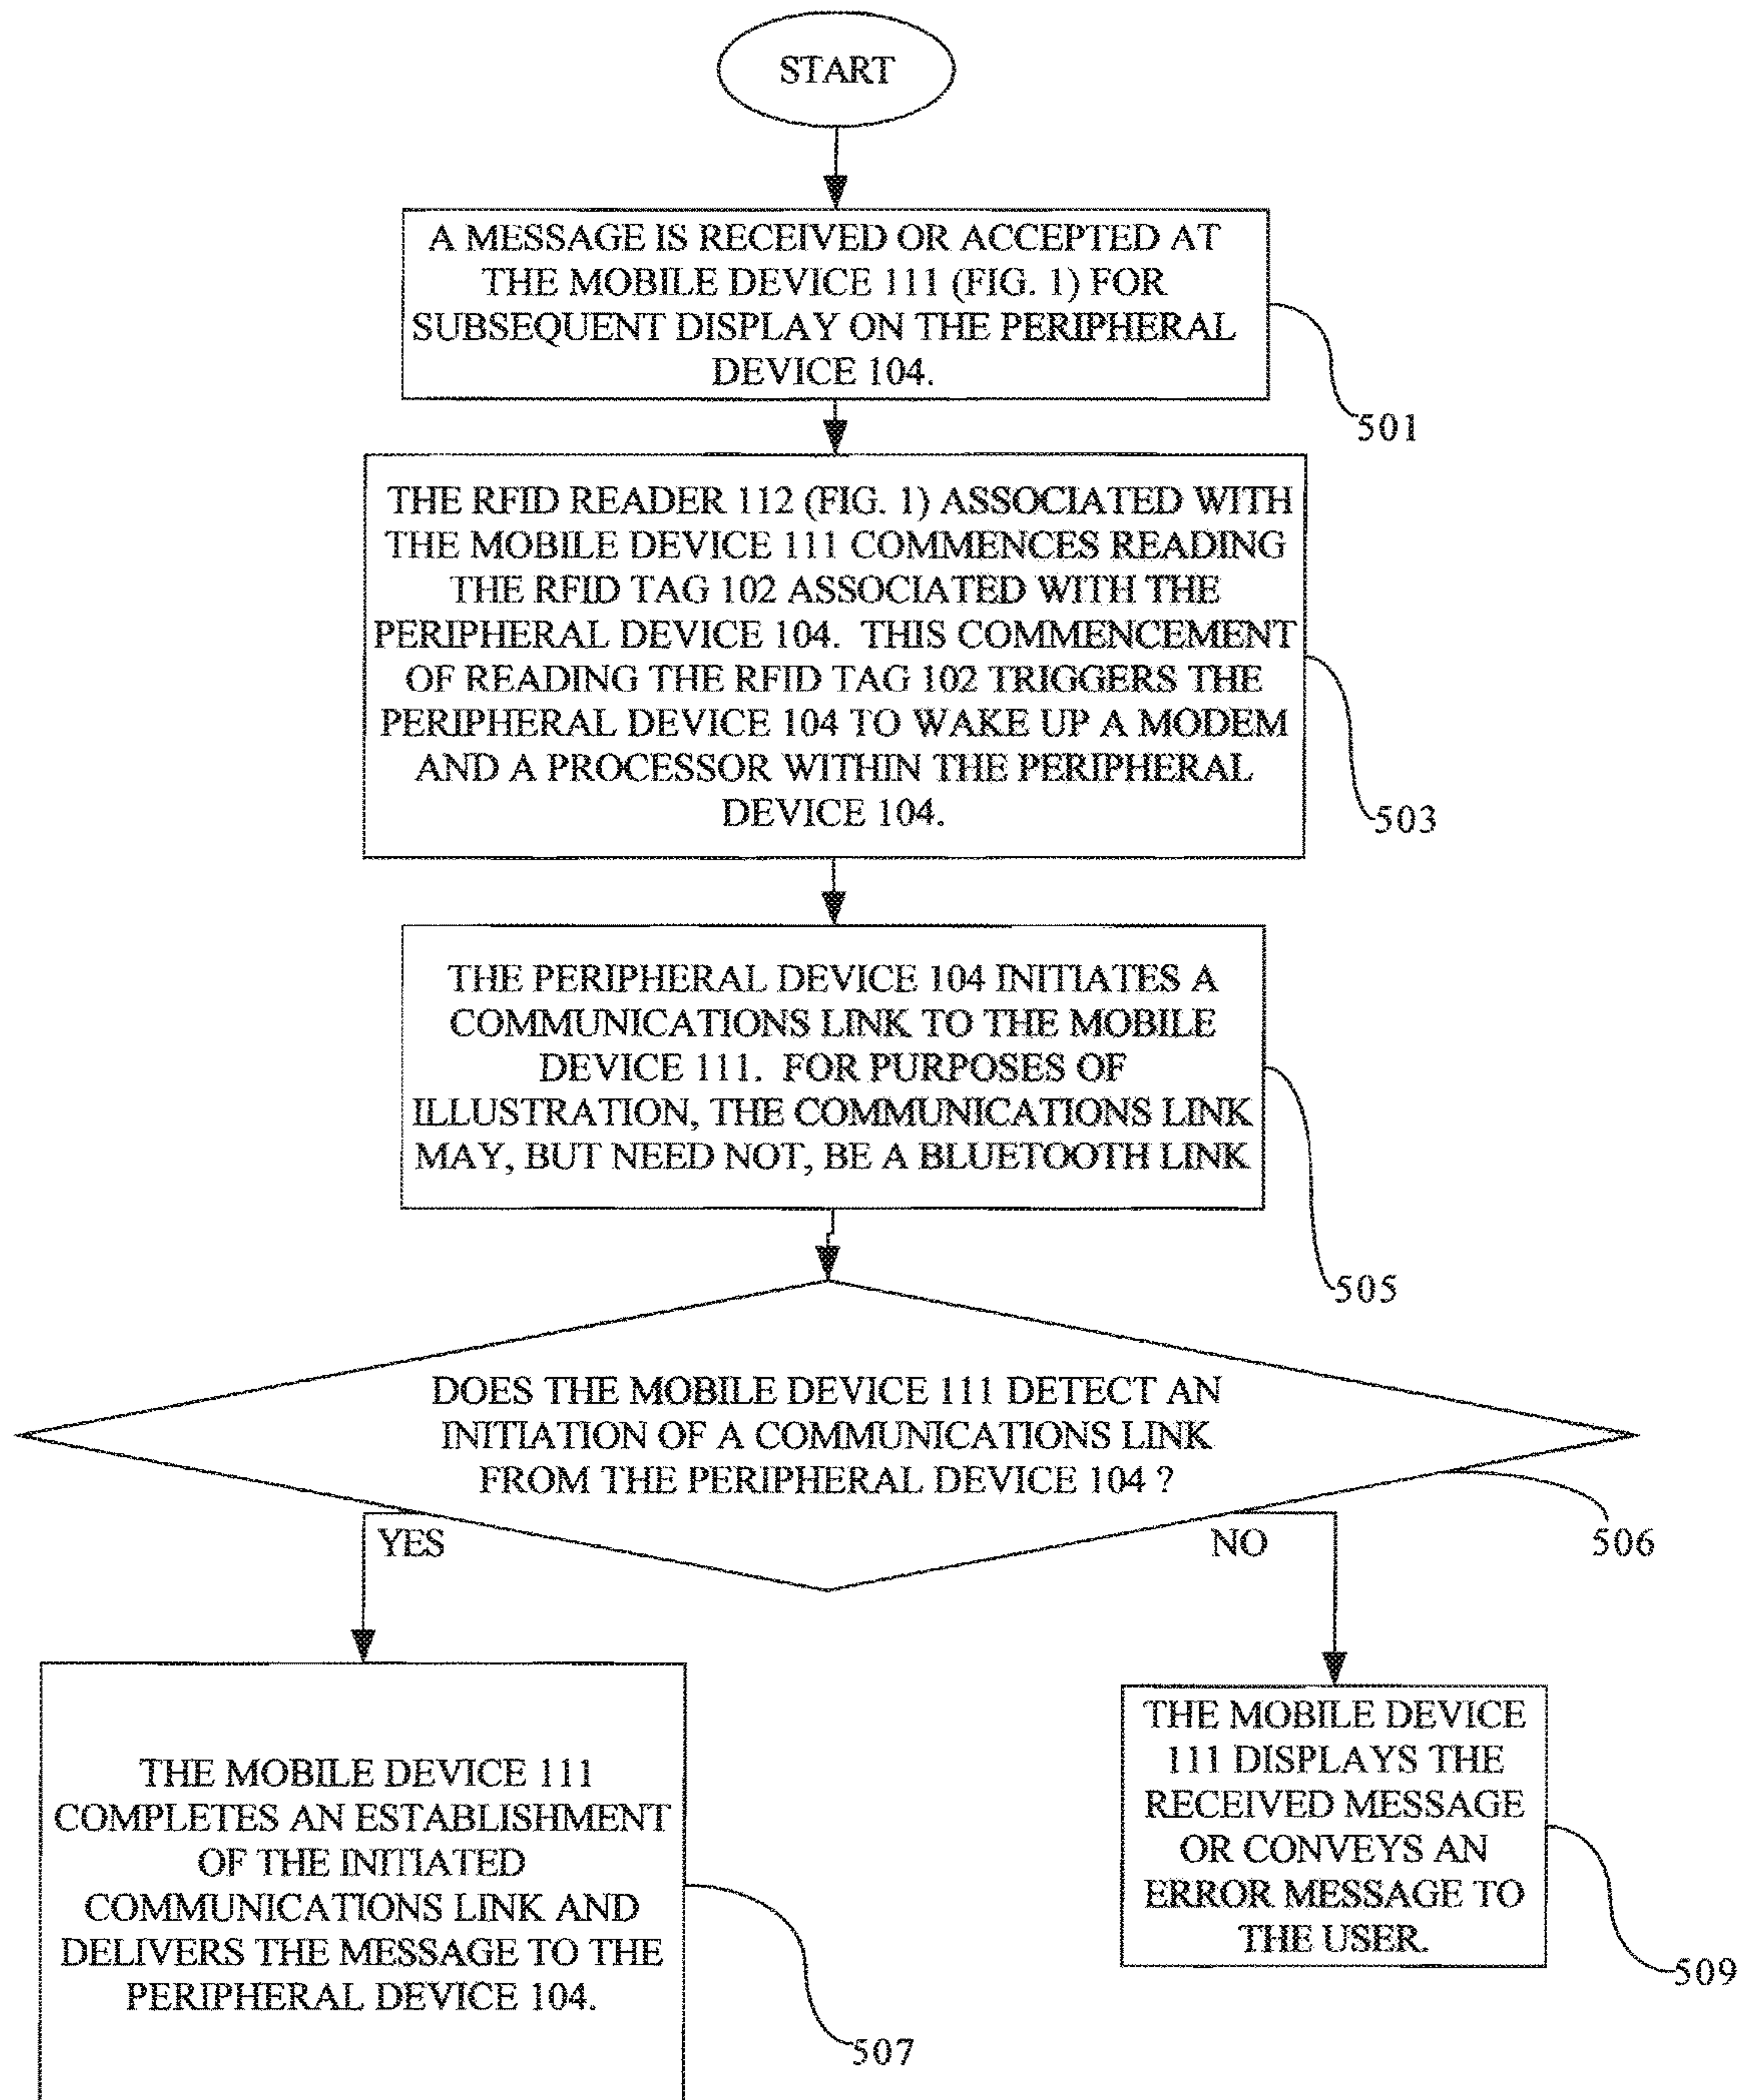 START
A MESSAGE IS RECEIVED OR ACCEPTED AT
THE MOBILE DEVICE 111 (FIG. 1) FOR
SUBSEQUENT DISPLAY ON THE PERIPHERAL
DEVICE 104.
501
THE RFID READER 112 (FIG. 1) ASSOCIATED WITH
THE MOBILE DEVICE 111 COMMENCES READING
THE RFID TAG 102 ASSOCIATED WITH THE
PERIPHERAL DEVICE 104. THIS COMMENCEMENT
OF READING THE RFID TAG 102 TRIGGERS THE
PERIPHERAL DEVICE 104 TO WAKE UP A MODEM
AND A PROCESSOR WITHIN THE PERIPHERAL
DEVICE 104.
503
THE PERIPHERAL DEVICE 104 INITIATES A
COMMUNICATIONS LINK TO THE MOBILE
DEVICE 111. FOR PURPOSES OF
ILLUSTRATION, THE COMMUNICATIONS LINK
MAY, BUT NEED NOT, BE A BLUETOOTH LINK
505
DOES THE MOBILE DEVICE 111 DETECT AN
INITIATION OF A COMMUNICATIONS LINK
FROM THE PERIPHERAL DEVICE 104 ?
506
YES
NO
THE MOBILE DEVICE 111
COMPLETES AN ESTABLISHMENT
OF THE INITIATED
COMMUNICATIONS LINK AND
DELIVERS THE MESSAGE TO THE
PERIPHERAL DEVICE 104.
507
THE MOBILE DEVICE
111 DISPLAYS THE
RECEIVED MESSAGE
OR CONVEYS AN
ERROR MESSAGE TO
THE USER.
509